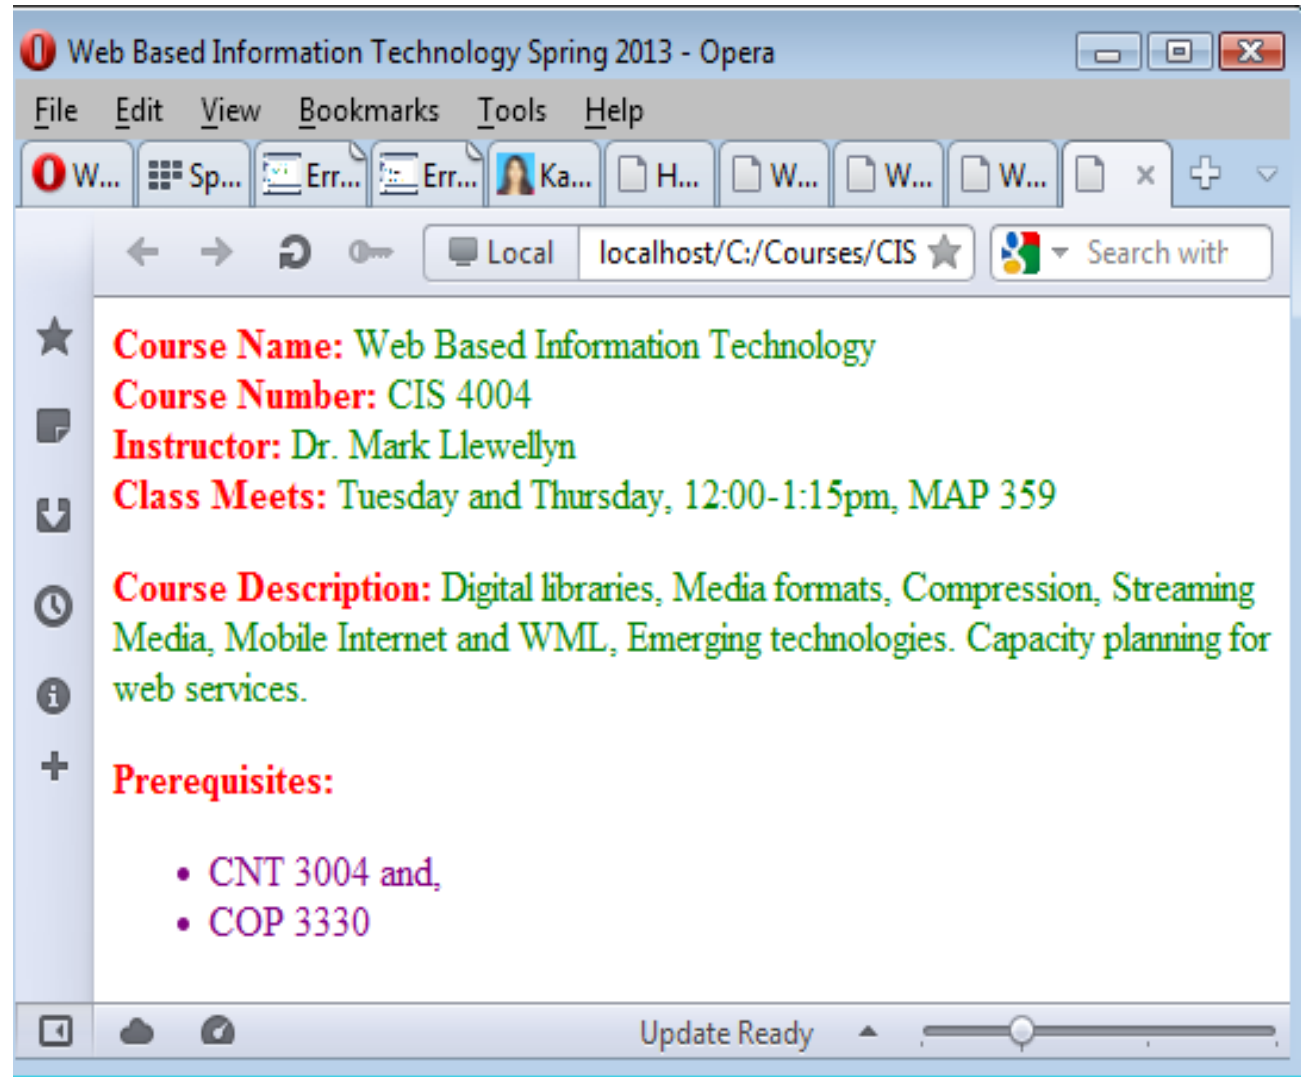 Web Based Information Technology Spring 2013 - Opera
File Edit View Bookmarks Tools Help
W... Sp... Err... Err... Ka... H... W... W... W...
Local localhost/C:/Courses/CIS Search with
Course Name: Web Based Information Technology
Course Number: CIS 4004
Instructor: Dr. Mark Llewellyn
Class Meets: Tuesday and Thursday, 12:00-1:15pm, MAP 359
Course Description: Digital libraries, Media formats, Compression, Streaming
Media, Mobile Internet and WML, Emerging technologies. Capacity planning for
web services.
Prerequisites:
• CNT 3004 and,
• COP 3330
Update Ready